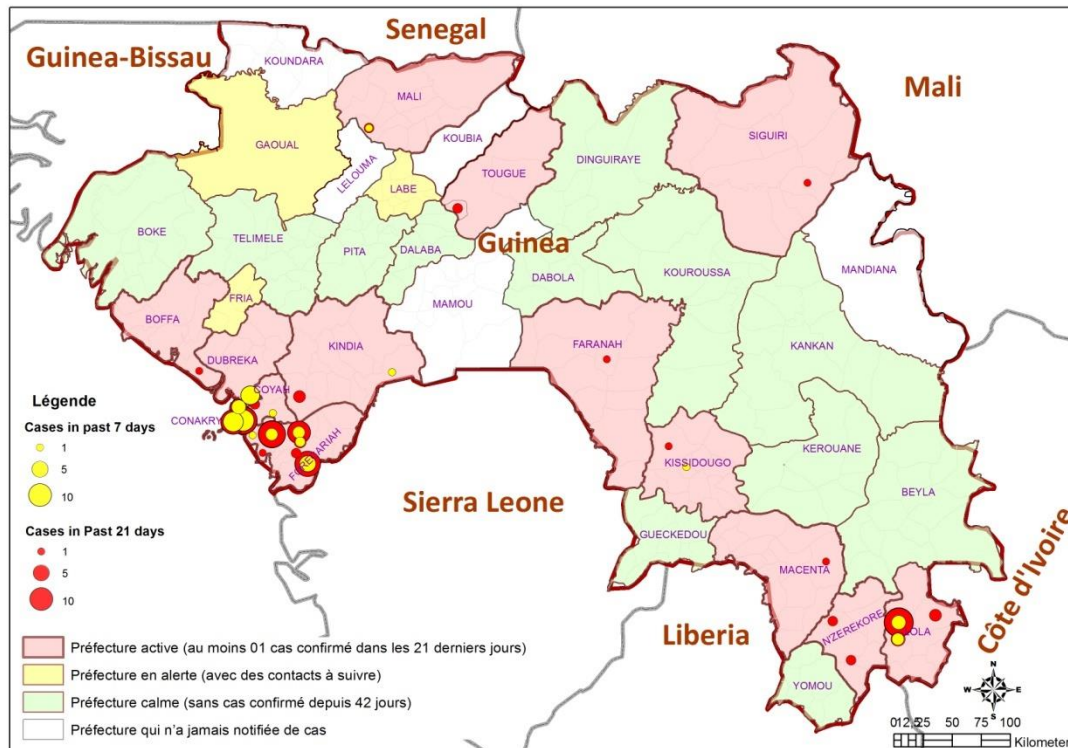 Senegal
Guinea-Bissau
KOUNDARA
Mali
MALI
SIGUIRI
KOUBIA
GAOUAL
DINGUIRAYE
LELOUMA
TOUGUE
LABE
BOKE
TELIMELE
PITA
DALABA
Guinea
DABOLA
KOUROUSSA
MANDIANA
FRIA
MAMOU
BOFFA
KINDIA
FARANAH
KANKAN
DUBREKA
COYAH
CONAKRY
KISSIDOUGO
KEROUANE
BEYLA
Sierra Leone
GUECKEDOU
MACENTA
Côte d'Ivoire
Liberia
N'ZEREKORE
YOMOU
Légende
Cases in past 7 days
1
5
10
Cases in Past 21 days
1
5
10
Préfecture active (au moins 01 cas confirmé dans les 21 derniers jours)
Préfecture en alerte (avec des contacts à suivre)
Préfecture calme (sans cas confirmé depuis 42 jours)
Préfecture qui n'a jamais notifiée de cas
N
W E
S
50 75 100
Kilometer